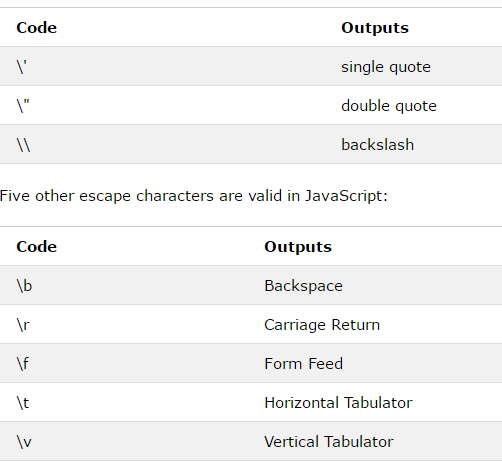 Code Outputs
\' single quote
\" double quote
\\ backslash
Five other escape characters are valid in JavaScript:
Code Outputs
\b Backspace
\r Carriage Return
\f Form Feed
\t Horizontal Tabulator
\v Vertical Tabulator